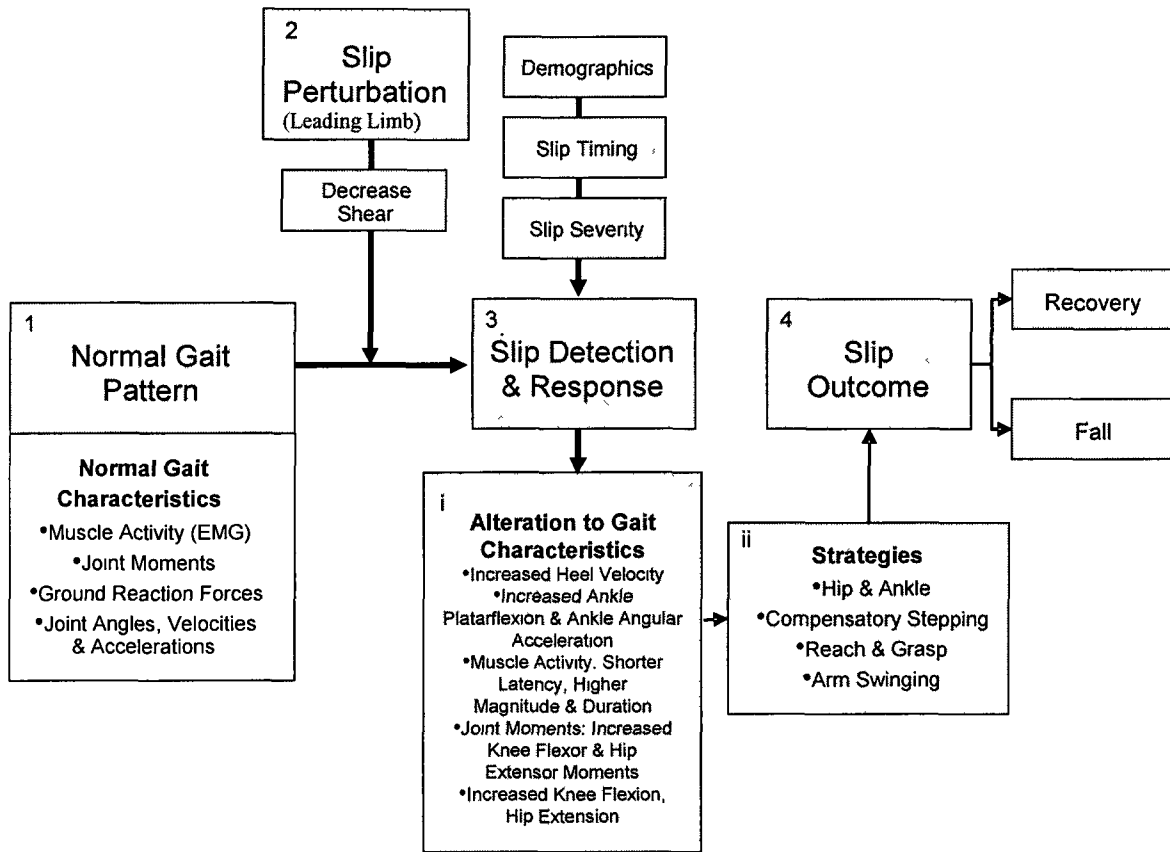 2
Slip
Perturbation
(Leading Limb)
Decrease
Shear
Demographics
Slip Timing
Slip Severity
1
Normal Gait
Pattern
Normal Gait
Characteristics
•Muscle Activity (EMG)
•Joint Moments
•Ground Reaction Forces
•Joint Angles, Velocities
& Accelerations
3
Slip Detection
& Response
i
Alteration to Gait
Characteristics
•Increased Heel Velocity
•Increased Ankle
Platarflexion & Ankle Angular
Acceleration
•Muscle Activity. Shorter
Latency, Higher
Magnitude & Duration
•Joint Moments: Increased
Knee Flexor & Hip
Extensor Moments
•Increased Knee Flexion,
Hip Extension
ii
Strategies
•Hip & Ankle
•Compensatory Stepping
•Reach & Grasp
•Arm Swinging
4
Slip
Outcome
Recovery
Fall